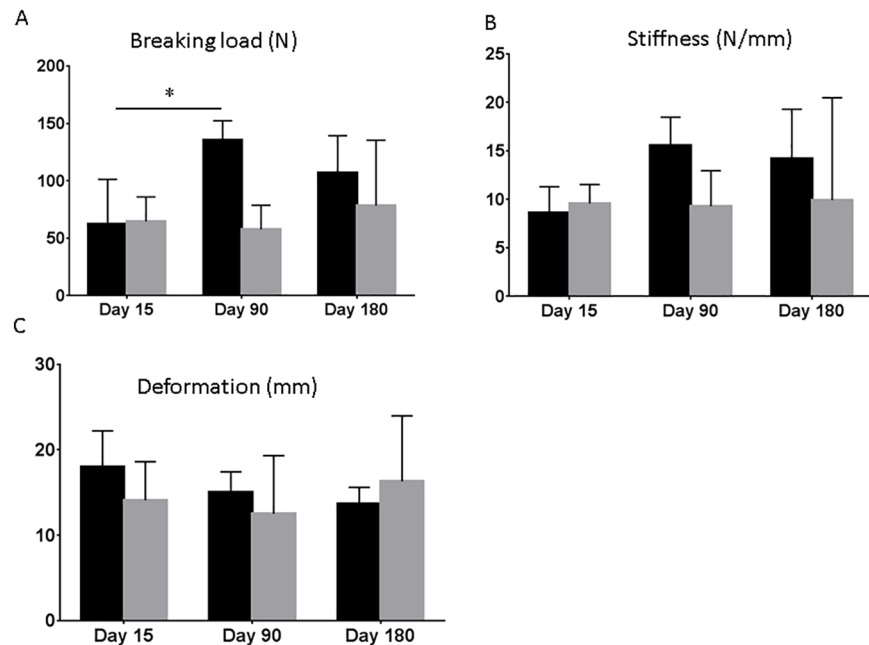 A
Breaking load (N)
200
150
100
50
0
*
Day 15 Day 90 Day 180
B
Stiffness (N/mm)
25
20
15
10
5
0
Day 15 Day 90 Day 180
C
Deformation (mm)
30
20
10
0
Day 15 Day 90 Day 180